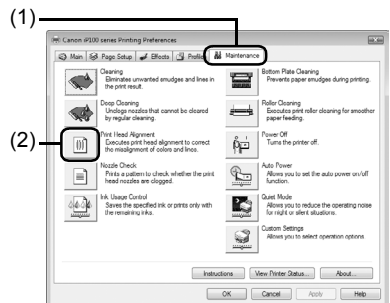 (1)
Canon iP100 series Printing Preferences
Main
Page Setup
Effects
Profiles
Maintenance
Cleaning
Eliminates unwanted smudges and lines in
the print result.
Bottom Plate Cleaning
Prevents paper smudges during printing.
Deep Cleaning
Unclogs nozzles that cannot be cleared
by regular cleaning.
Roller Cleaning
Executes print roller cleaning for smoother
paper feeding.
(2)
Print Head Alignment
Executes print head alignment to correct
the misalignment of colors and lines.
Power Off
Turns the printer off.
Nozzle Check
Prints a pattern to check whether the print
head nozzles are clogged.
Auto Power
Allows you to set the auto power on/off
function.
Ink Usage Control
Saves the specified ink or prints only with
the remaining inks.
Quiet Mode
Allows you to reduce the operating noise
for night or silent situations.
Custom Settings
Allows you to select operation options.
Instructions
View Printer Status...
About...
OK
Cancel
Apply
Help